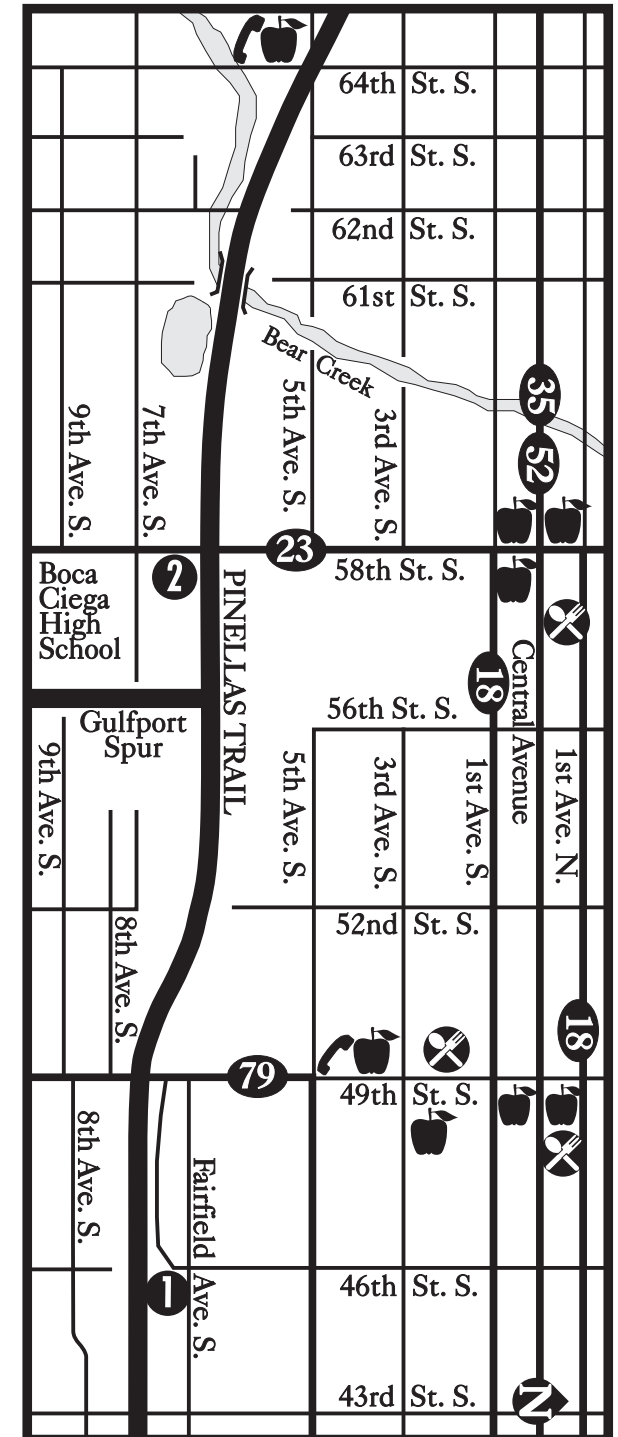 64th St. S.
63rd St. S.
62nd St. S.
61st St. S.
Bear Creek
35
52
9th Ave. S.
7th Ave. S.
5th Ave. S.
3rd Ave. S.
23
58th St. S.
2
Boca
Ciega
High
School
PINELLAS TRAIL
18
Central Avenue
56th St. S.
Gulfport
Spur
9th Ave. S.
5th Ave. S.
3rd Ave. S.
1st Ave. S.
1st Ave. N.
52nd St. S.
8th Ave. S.
18
79
49th St. S.
8th Ave. S.
Fairfield Ave. S.
46th St. S.
1
43rd St. S.
N